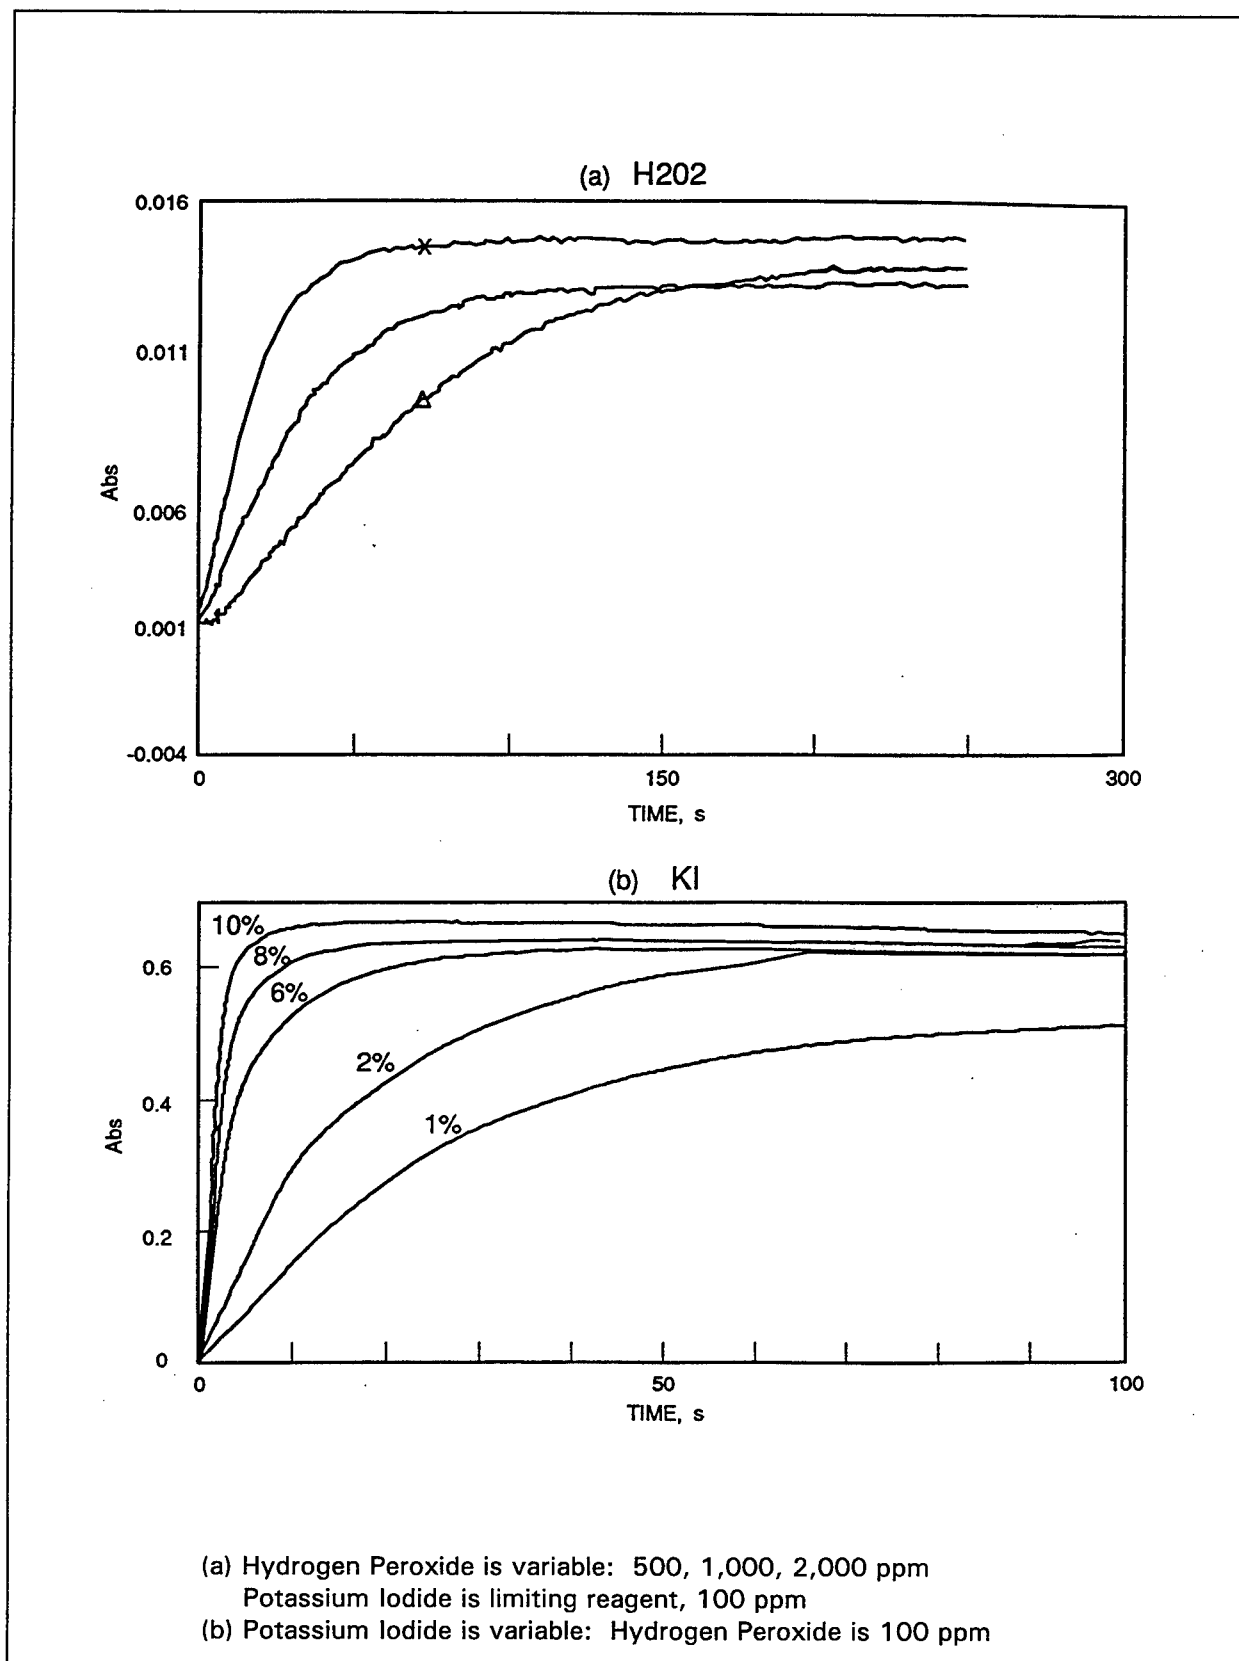 (a) H202
0.016
0.011
0.006
0.001
-0.004
Abs
0
150
300
TIME, s
(b) KI
10%
8%
6%
2%
1%
0.6
0.4
0.2
0
Abs
0
50
100
TIME, s
(a) Hydrogen Peroxide is variable: 500, 1,000, 2,000 ppm
Potassium Iodide is limiting reagent, 100 ppm
(b) Potassium Iodide is variable: Hydrogen Peroxide is 100 ppm